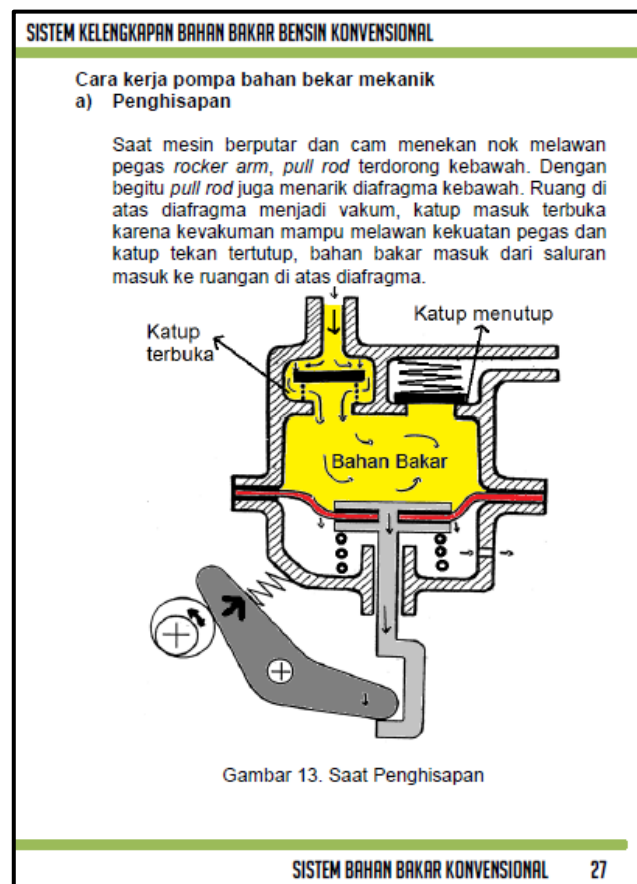 SISTEM KELENGKAPAN BAHAN BAKAR BENSIN KONVENSIONAL
Cara kerja pompa bahan bekar mekanik
a) Penghisapan
Saat mesin berputar dan cam menekan nok melawan
pegas rocker arm, pull rod terdorong kebawah. Dengan
begitu pull rod juga menarik diafragma kebawah. Ruang di
atas diafragma menjadi vakum, katup masuk terbuka
karena kevakuman mampu melawan kekuatan pegas dan
katup tekan tertutup, bahan bakar masuk dari saluran
masuk ke ruangan di atas diafragma.
Katup
terbuka
Katup menutup
Bahan Bakar
Gambar 13. Saat Penghisapan
SISTEM BAHAN BAKAR KONVENSIONAL 27